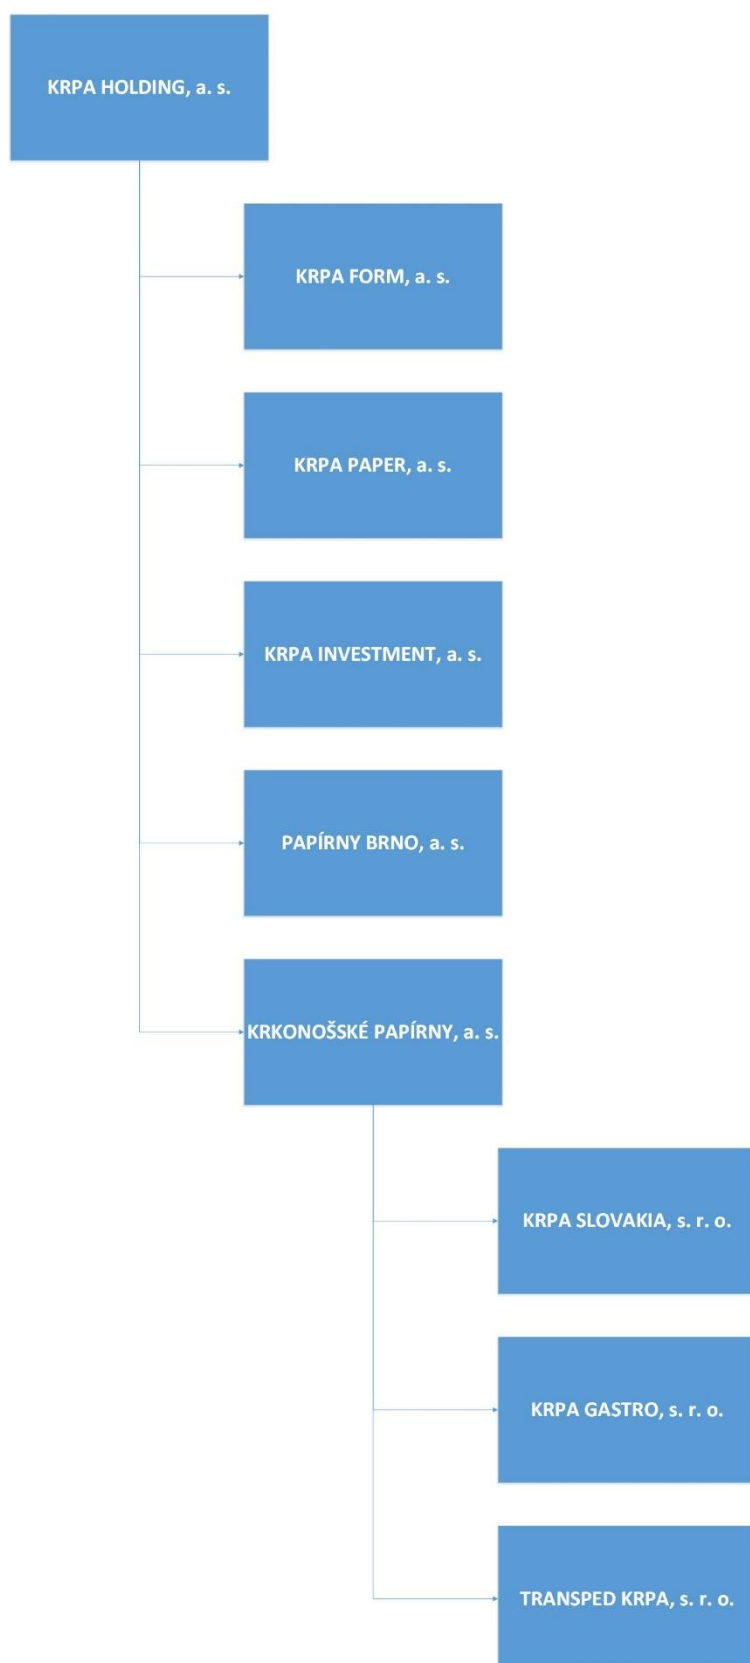 KRPA HOLDING, a. s.
KRPA FORM, a. s.
KRPA PAPER, a. s.
KRPA INVESTMENT, a. s.
PAPÍRNY BRNO, a. s.
KRKONOŠSKÉ PAPÍRNY, a. s.
KRPA SLOVAKIA, s. r. o.
KRPA GASTRO, s. r. o.
TRANSPED KRPA, s. r. o.